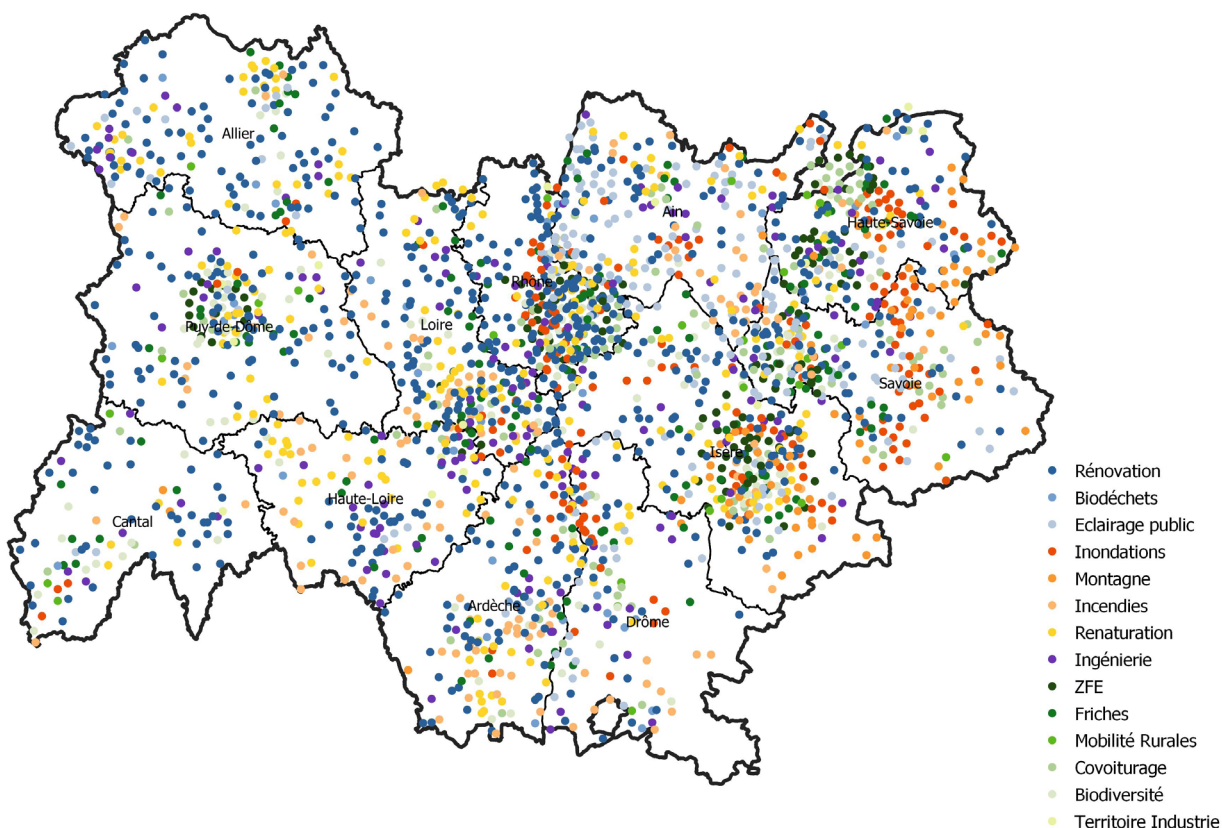 Allier
Ain
Haute-Savoie
Rhône
Puy-de-Dôme
Loire
Savoie
Isère
Haute-Loire
Cantal
Ardèche
Drôme
Rénovation
Biodéchets
Eclairage public
Inondations
Montagne
Incendies
Renaturation
Ingénierie
ZFE
Friches
Mobilité Rurales
Covoiturage
Biodiversité
Territoire Industrie